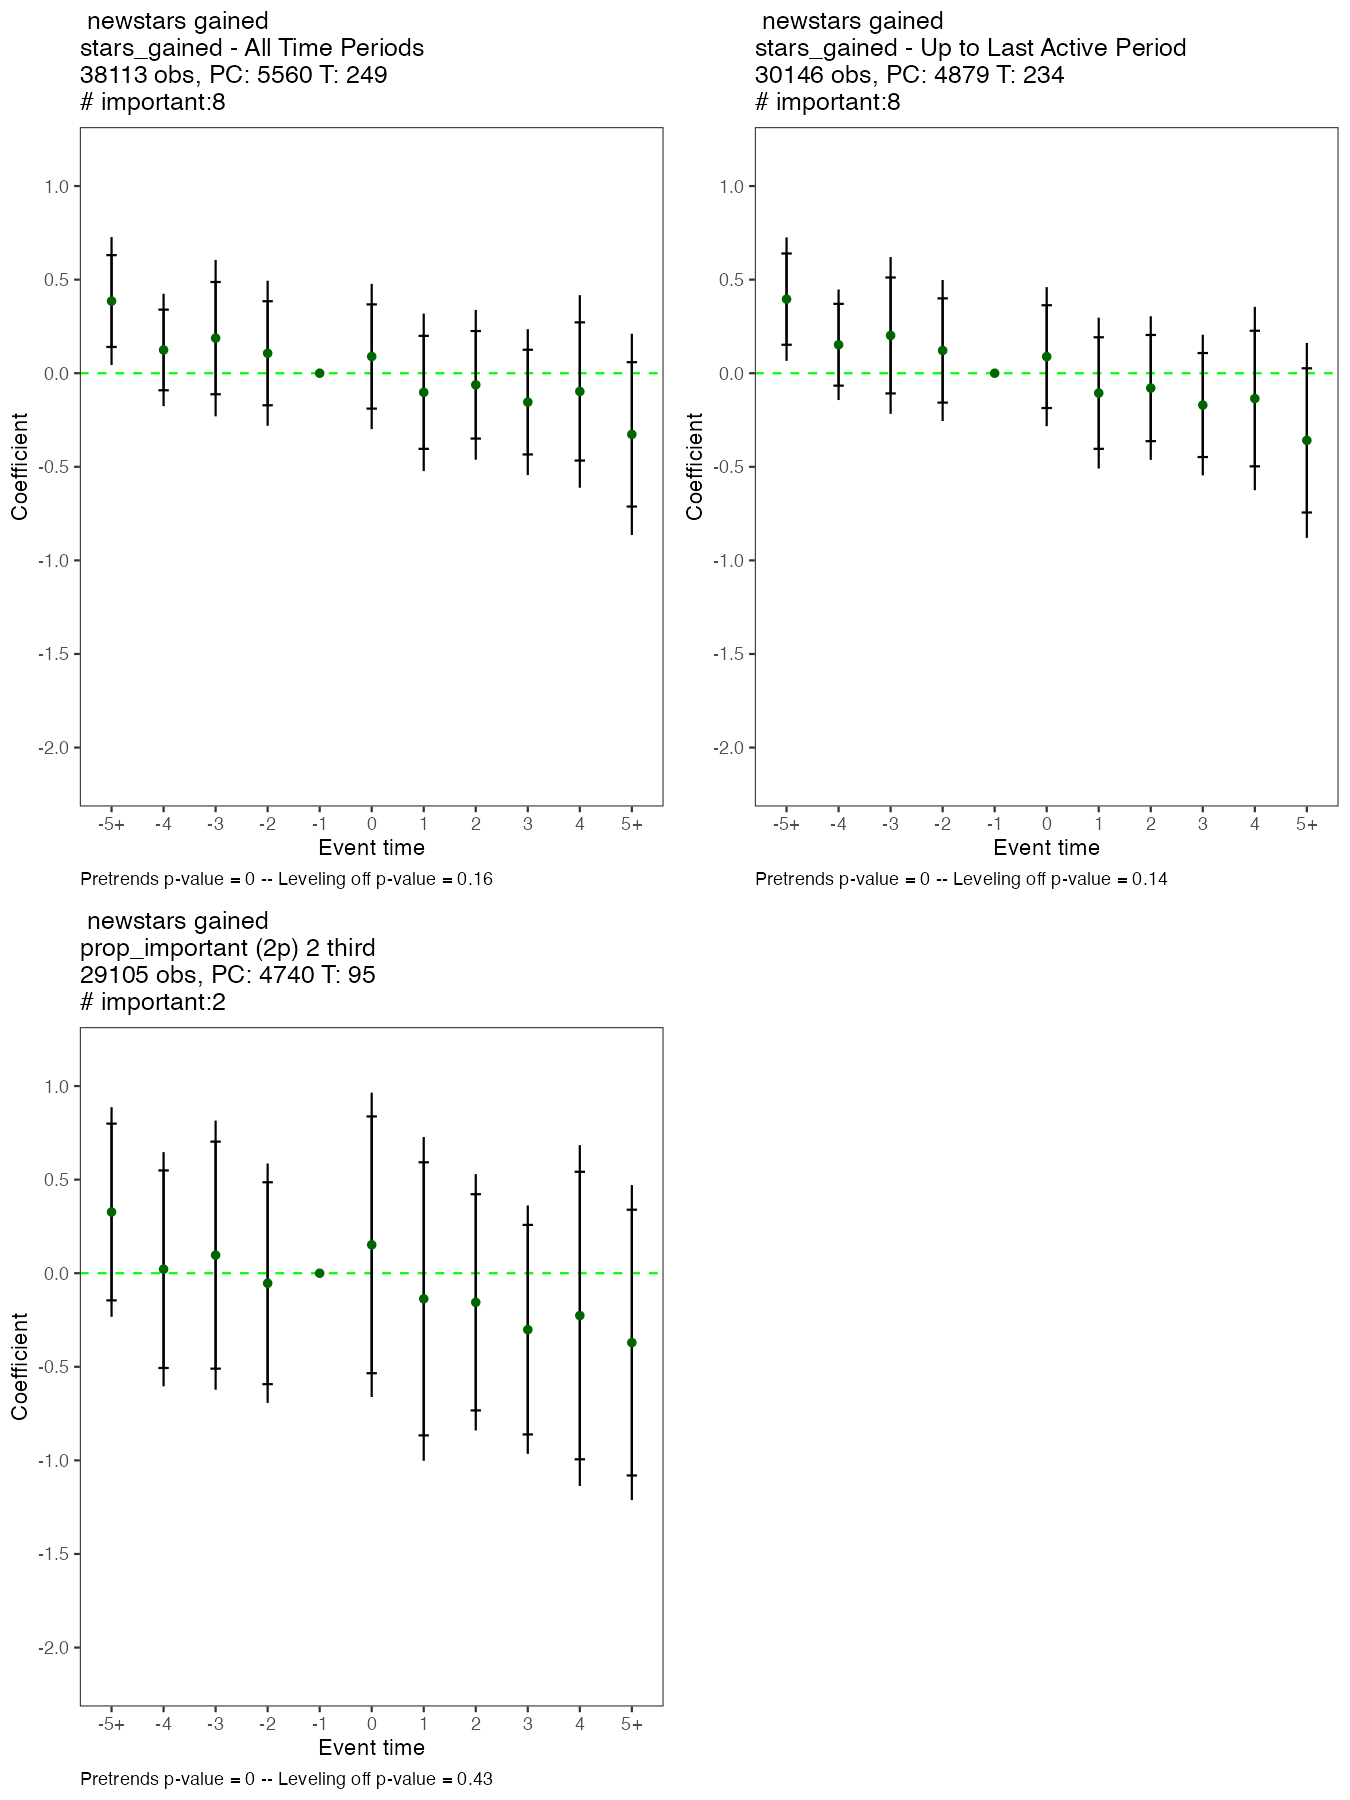 newstars gained
stars_gained - All Time Periods
38113 obs, PC: 5560 T: 249
# important:8
1.0
0.5
0.0
-0.5
-1.0
-1.5
-2.0
Coefficient
-5+ -4 -3 -2 -1 0 1 2 3 4 5+
Event time
Pretrends p-value = 0 -- Leveling off p-value = 0.16
newstars gained
stars_gained - Up to Last Active Period
30146 obs, PC: 4879 T: 234
# important:8
1.0
0.5
0.0
-0.5
-1.0
-1.5
-2.0
Coefficient
-5+ -4 -3 -2 -1 0 1 2 3 4 5+
Event time
Pretrends p-value = 0 -- Leveling off p-value = 0.14
newstars gained
prop_important (2p) 2 third
29105 obs, PC: 4740 T: 95
# important:2
1.0
0.5
0.0
-0.5
-1.0
-1.5
-2.0
Coefficient
-5+ -4 -3 -2 -1 0 1 2 3 4 5+
Event time
Pretrends p-value = 0 -- Leveling off p-value = 0.43